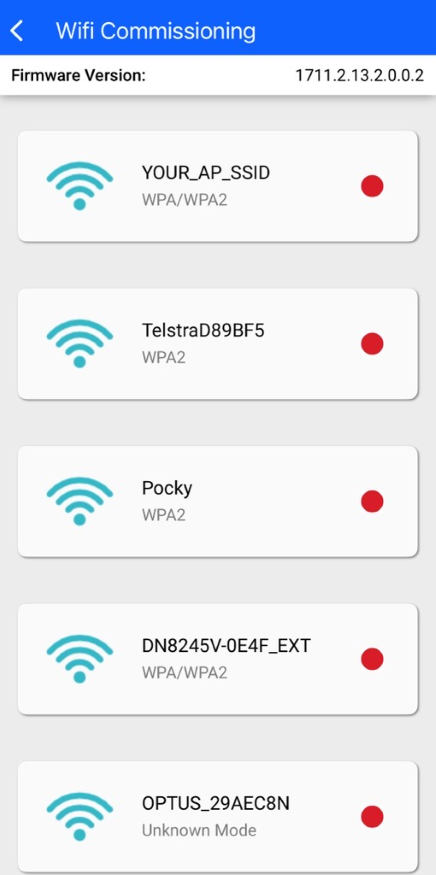 Wifi Commissioning
Firmware Version: 1711.2.13.2.0.0.2
YOUR_AP_SSID
WPA/WPA2
TelstraD89BF5
WPA2
Pocky
WPA2
DN8245V-0E4F_EXT
WPA/WPA2
OPTUS_29AEC8N
Unknown Mode